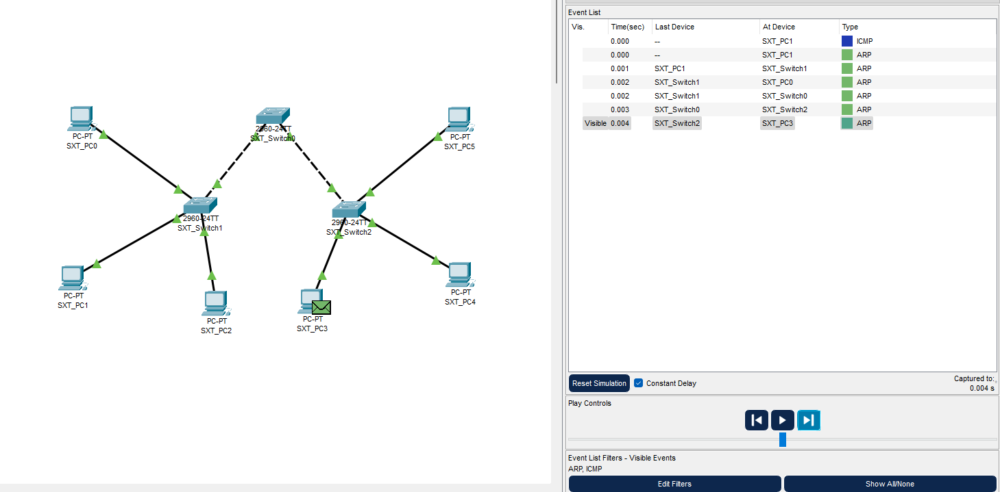 PC-PT
SXT_PC0
2960-24TT
SXT_Switch0
PC-PT
SXT_PC5
2960-24TT
SXT_Switch1
2960-24TT
SXT_Switch2
PC-PT
SXT_PC1
PC-PT
SXT_PC2
PC-PT
SXT_PC3
PC-PT
SXT_PC4
Event List
Vis. Time(sec) Last Device At Device Type
0.000 -- SXT_PC1 ICMP
0.000 -- SXT_PC1 ARP
0.001 SXT_PC1 SXT_Switch1 ARP
0.002 SXT_Switch1 SXT_PC0 ARP
0.002 SXT_Switch1 SXT_Switch0 ARP
0.003 SXT_Switch0 SXT_Switch2 ARP
Visible 0.004 SXT_Switch2 SXT_PC3 ARP
Reset Simulation Constant Delay
Captured to:
0.004 s
Play Controls
Event List Filters - Visible Events
ARP, ICMP
Edit Filters Show All/None